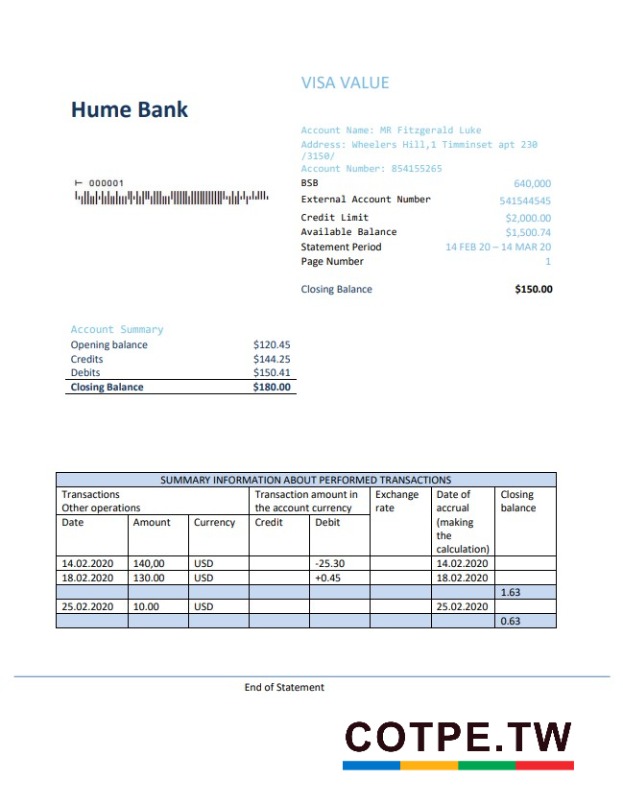 VISA VALUE
Hume Bank
Account Name: MR Fitzgerald Luke
Address: Wheelers Hill,1 Timminset apt 230
/3150/
Account Number: 854155265
⊢ 000001
BSB 640,000
External Account Number 541544545
Credit Limit $2,000.00
Available Balance $1,500.74
Statement Period 14 FEB 20 – 14 MAR 20
Page Number 1
Closing Balance $150.00
Account Summary
Opening balance $120.45
Credits $144.25
Debits $150.41
Closing Balance $180.00
SUMMARY INFORMATION ABOUT PERFORMED TRANSACTIONS
Transactions Transaction amount in Exchange Date of Closing
Other operations the account currency rate accrual balance
Date Amount Currency Credit Debit (making
the
calculation)
14.02.2020 140,00 USD -25.30 14.02.2020
18.02.2020 130.00 USD +0.45 18.02.2020
1.63
25.02.2020 10.00 USD 25.02.2020
0.63
End of Statement
COTPE.TW